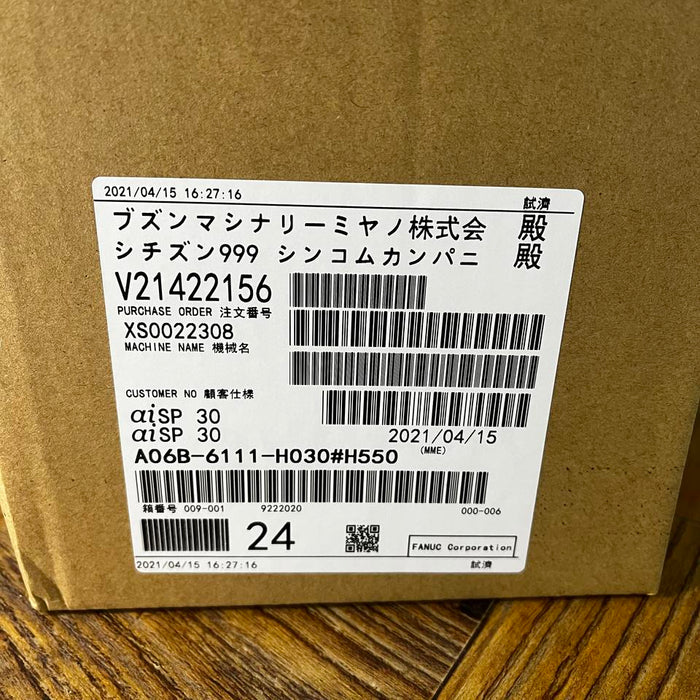 2021/04/15 16:27:16 試濟
ブズンマシナリーミヤノ株式会 殿
シチズン999 シンコムカンパニ 殿
V21422156
PURCHASE ORDER 注文番号
XS0022308
MACHINE NAME 機械名
CUSTOMER NO 顧客仕様
αiSP 30
αiSP 30
2021/04/15
(MME)
A06B-6111-H030#H550
箱番号 009-001 9222020 000-006
24
FANUC Corporation
2021/04/15 16:27:16 試濟